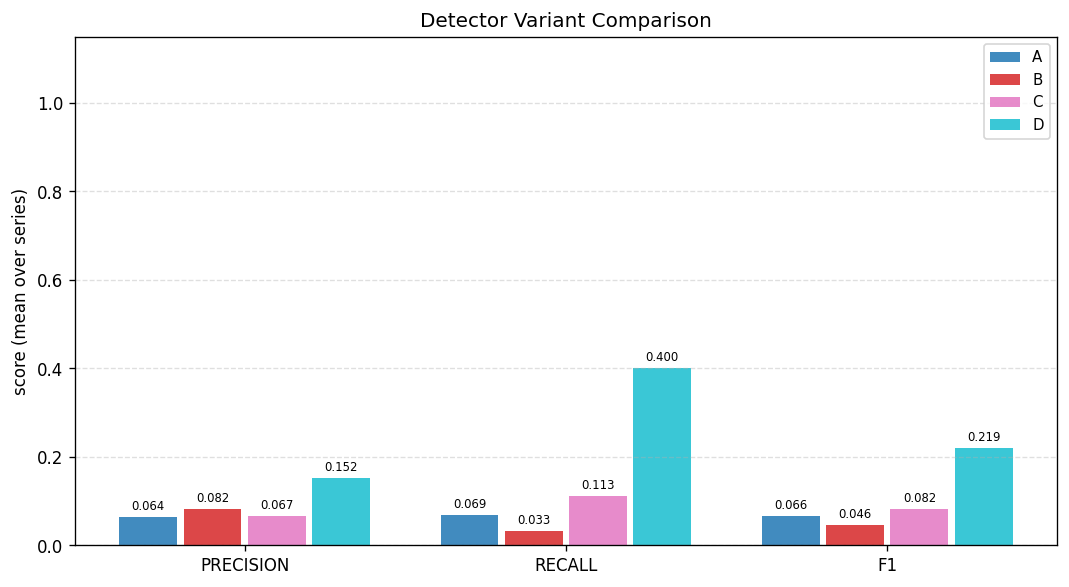 Detector Variant Comparison
A
B
C
D
score (mean over series)
1.0
0.8
0.6
0.4
0.2
0.0
0.064
0.082
0.067
0.152
0.069
0.033
0.113
0.400
0.066
0.046
0.082
0.219
PRECISION
RECALL
F1